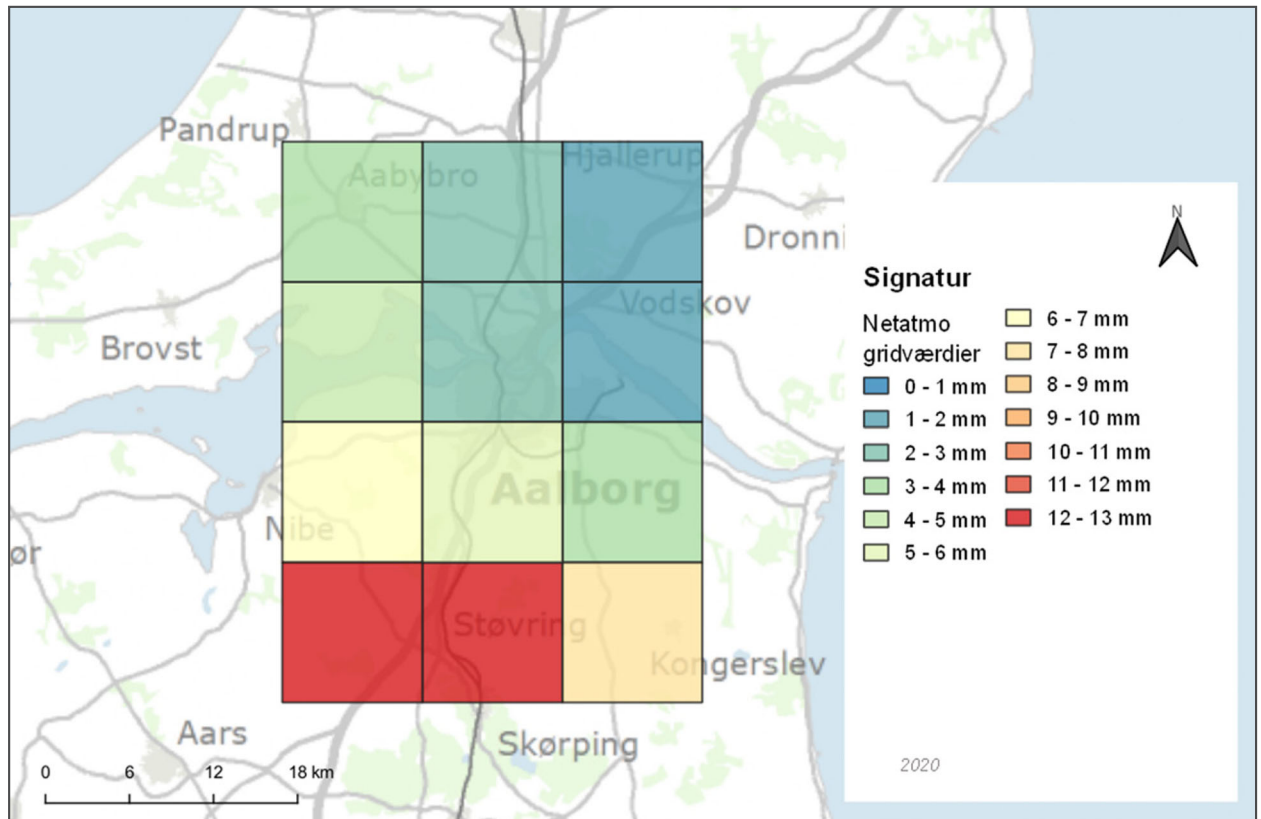 Pandrup
Hjallerup
Aabybro
Dronni
Vodskov
Brovst
Aalborg
Nibe
ør
Støvring
Kongerslev
Aars
Skørping
0 6 12 18 km
N
Signatur
Netatmo
gridværdier
0 - 1 mm
1 - 2 mm
2 - 3 mm
3 - 4 mm
4 - 5 mm
5 - 6 mm
6 - 7 mm
7 - 8 mm
8 - 9 mm
9 - 10 mm
10 - 11 mm
11 - 12 mm
12 - 13 mm
2020